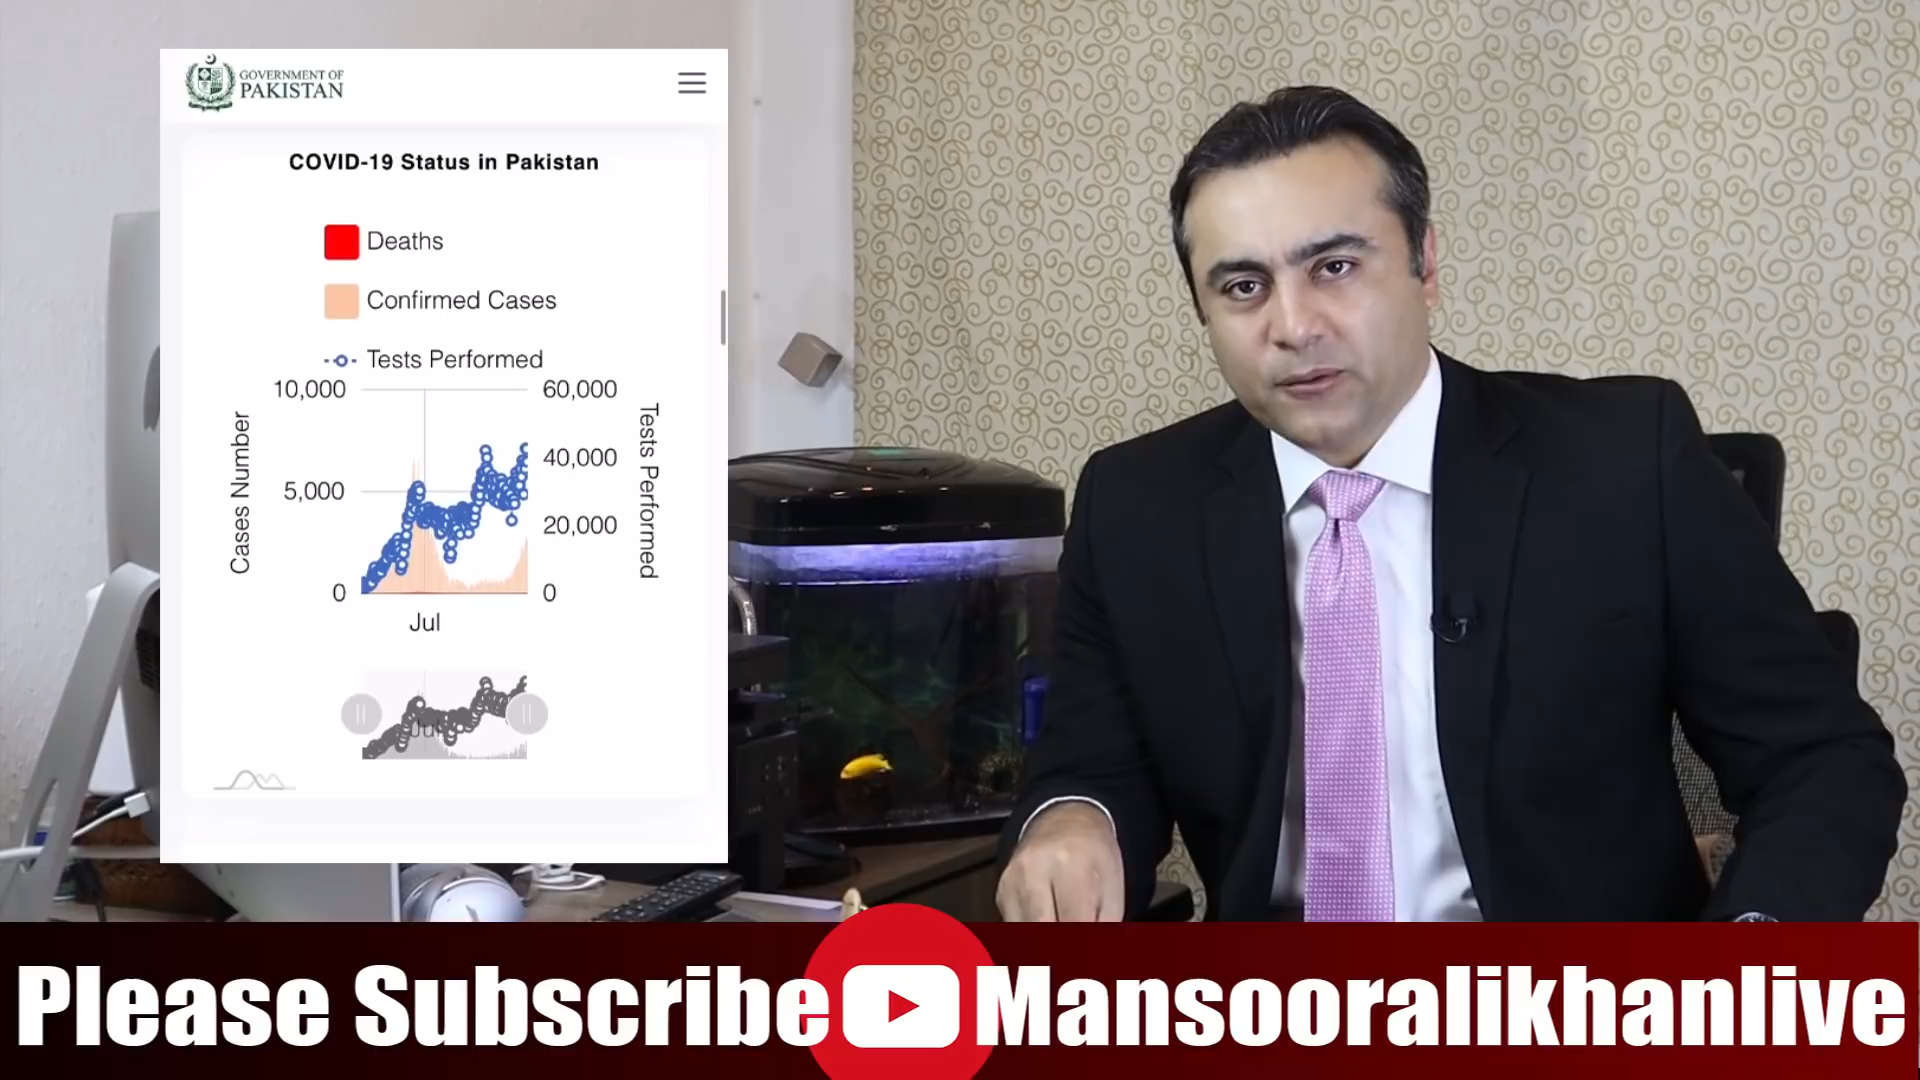 GOVERNMENT OF
PAKISTAN
COVID-19 Status in Pakistan
Deaths
Confirmed Cases
Tests Performed
10,000
60,000
Cases Number
Tests Performed
40,000
5,000
20,000
0
0
Jul
Jul
Please Subscribe Mansooralikhanlive